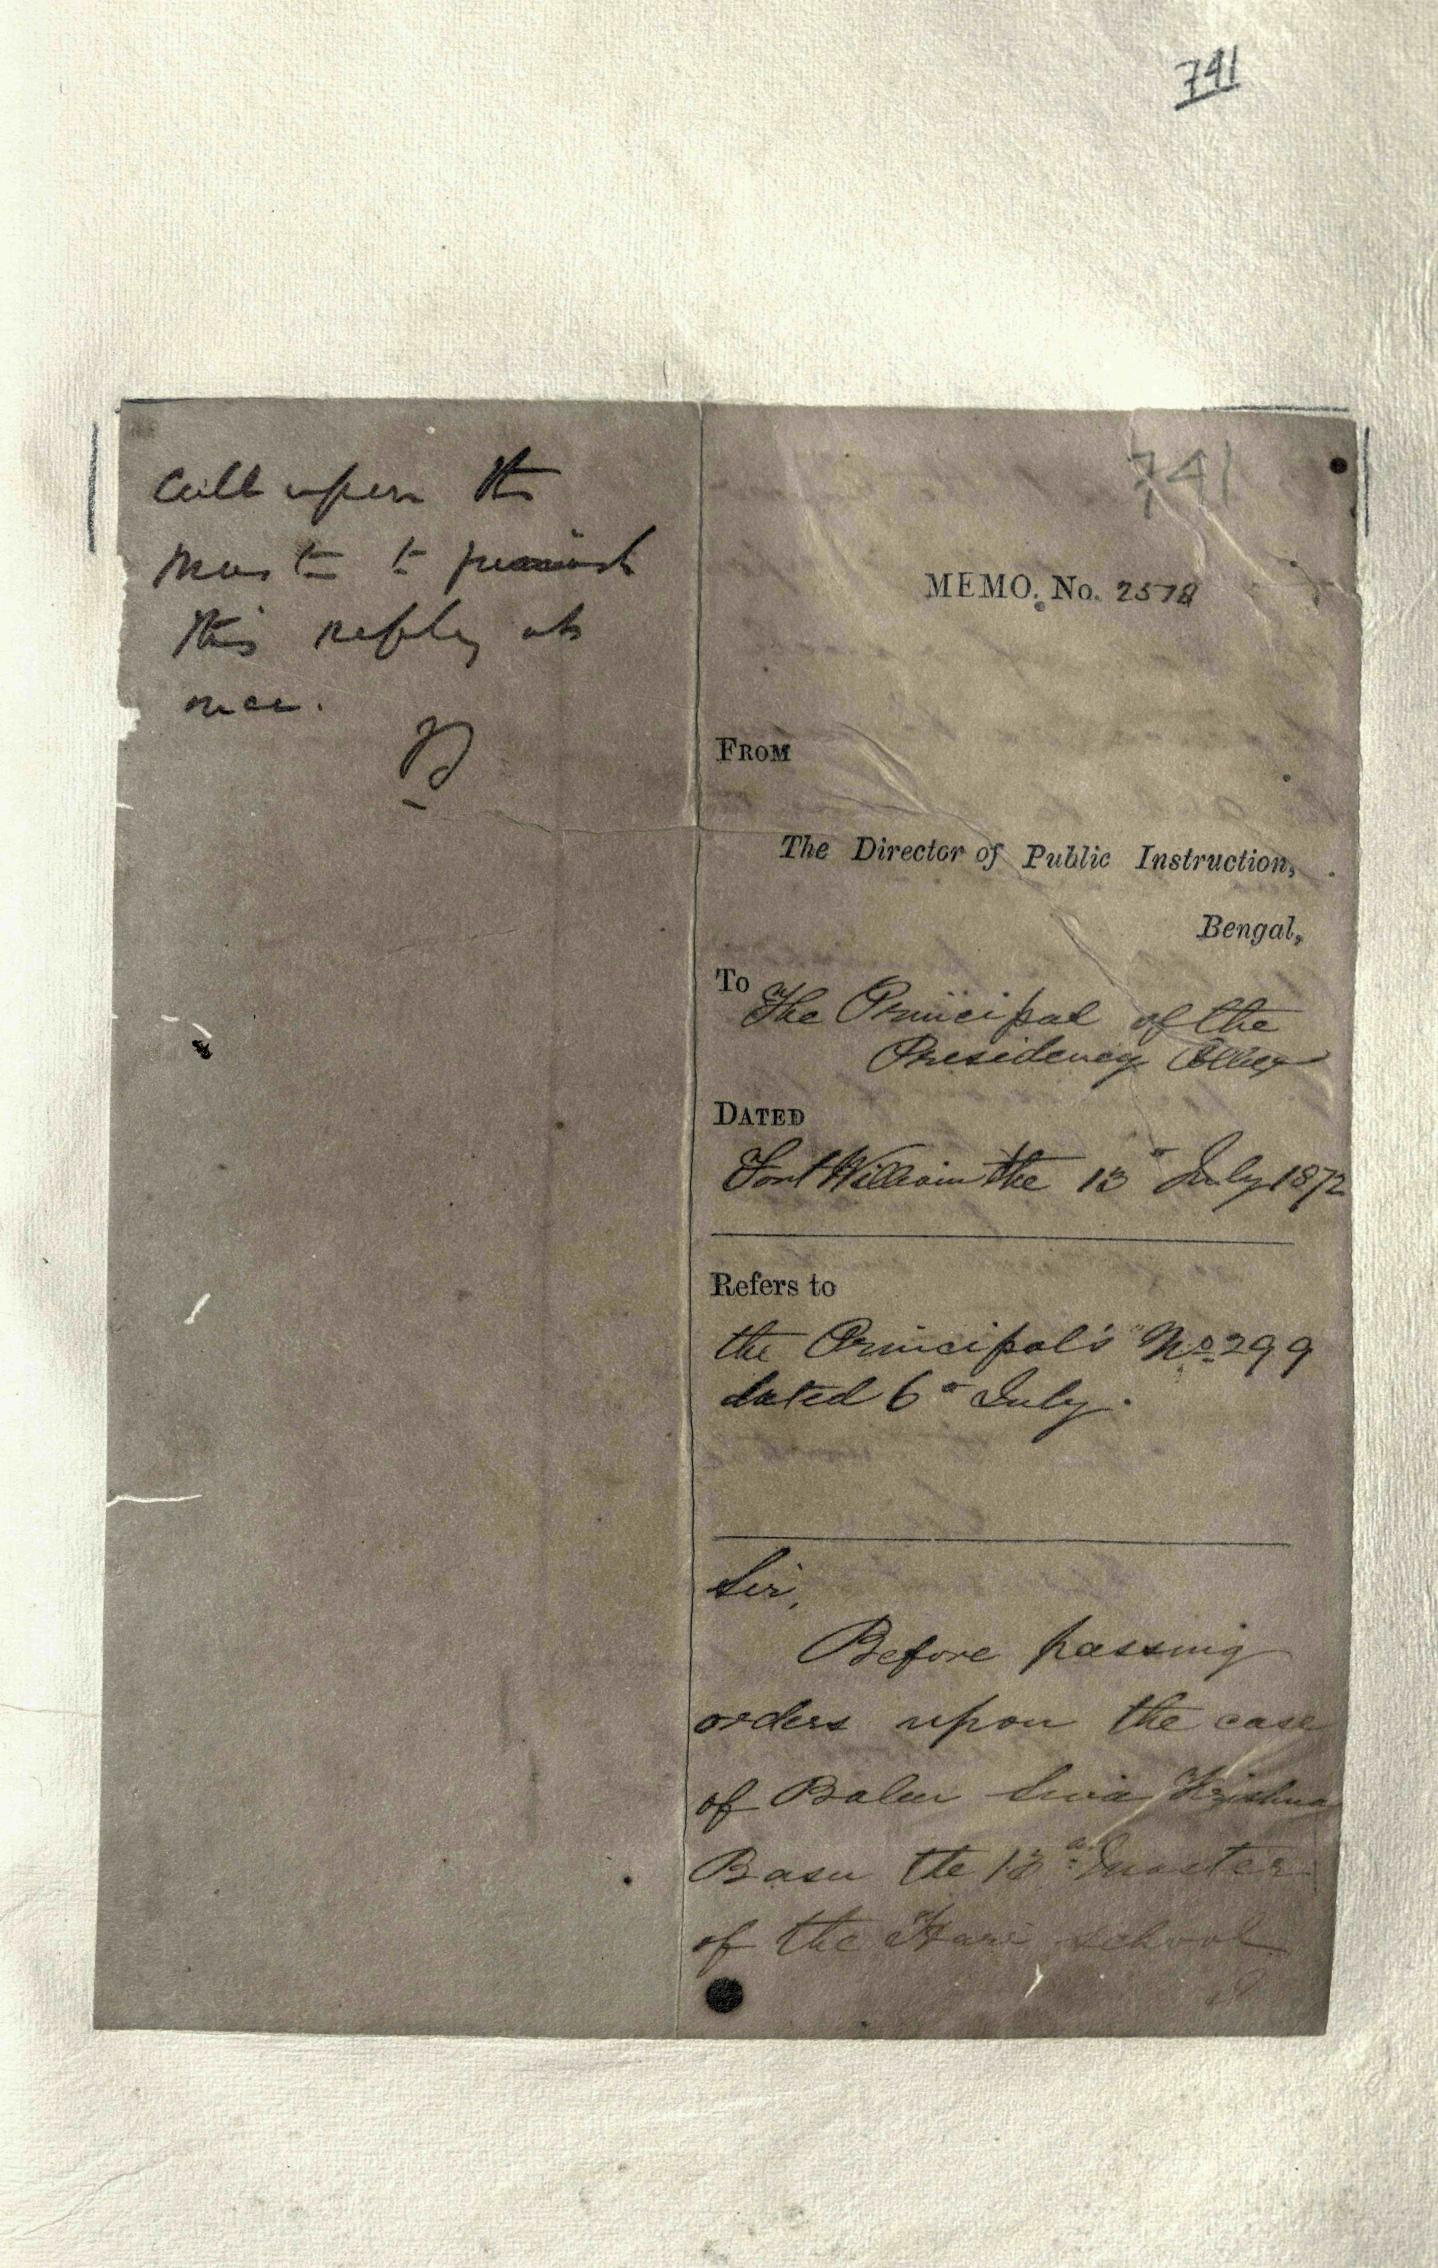 741
Call upon the
Master to furnish
this reply at
once.
741
MEMO. No. 2578
FROM
The Director of Public Instruction,
Bengal,
To
The Principal of the
Presidency College
DATED
Fort William the 13th July 1872
Refers to
the Principal's No 299
dated 6th July.
Sir,
Before passing
orders upon the case
of Babu Siva Krishna
Basu the 13th Master
of the Hare School